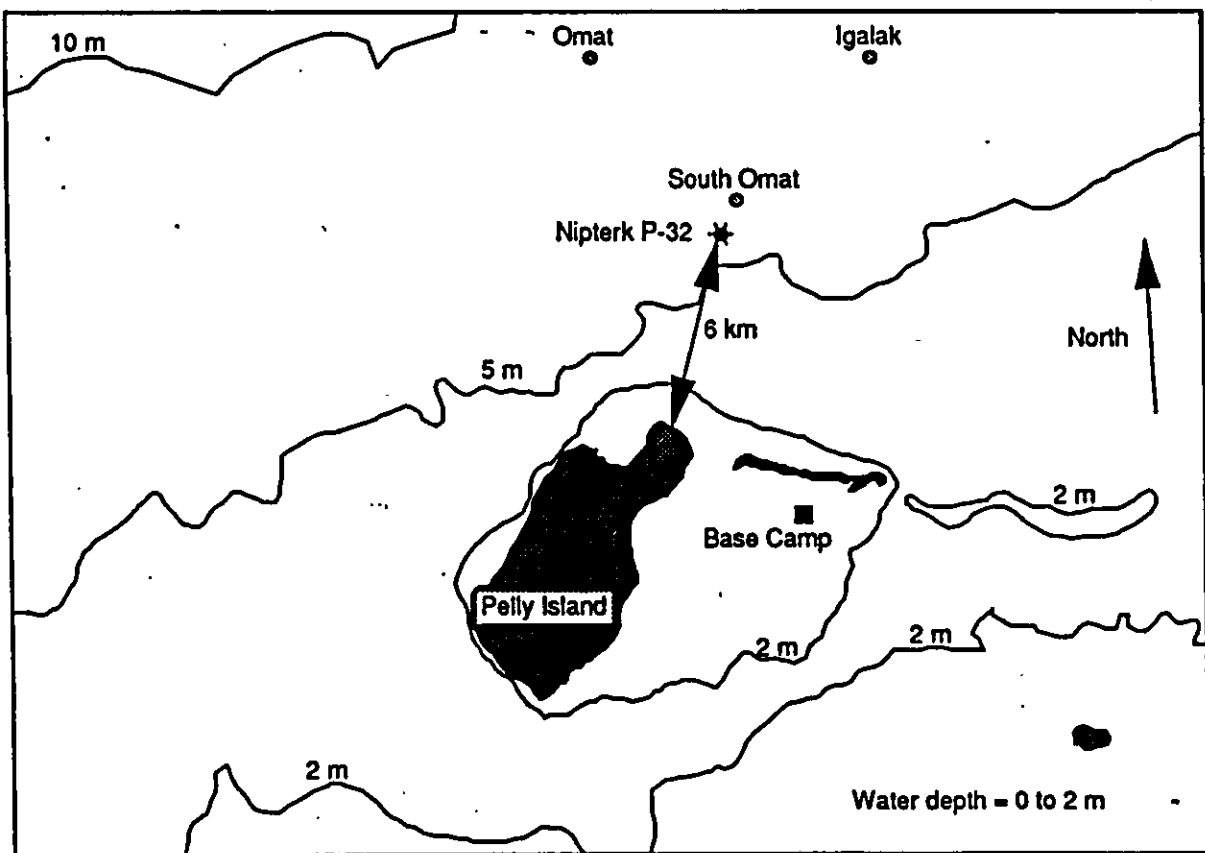 10 m
Omat
Igalak
South Omat
Nipterk P-32
6 km
North
5 m
2 m
Base Camp
Pelly Island
2 m
2 m
2 m
Water depth = 0 to 2 m